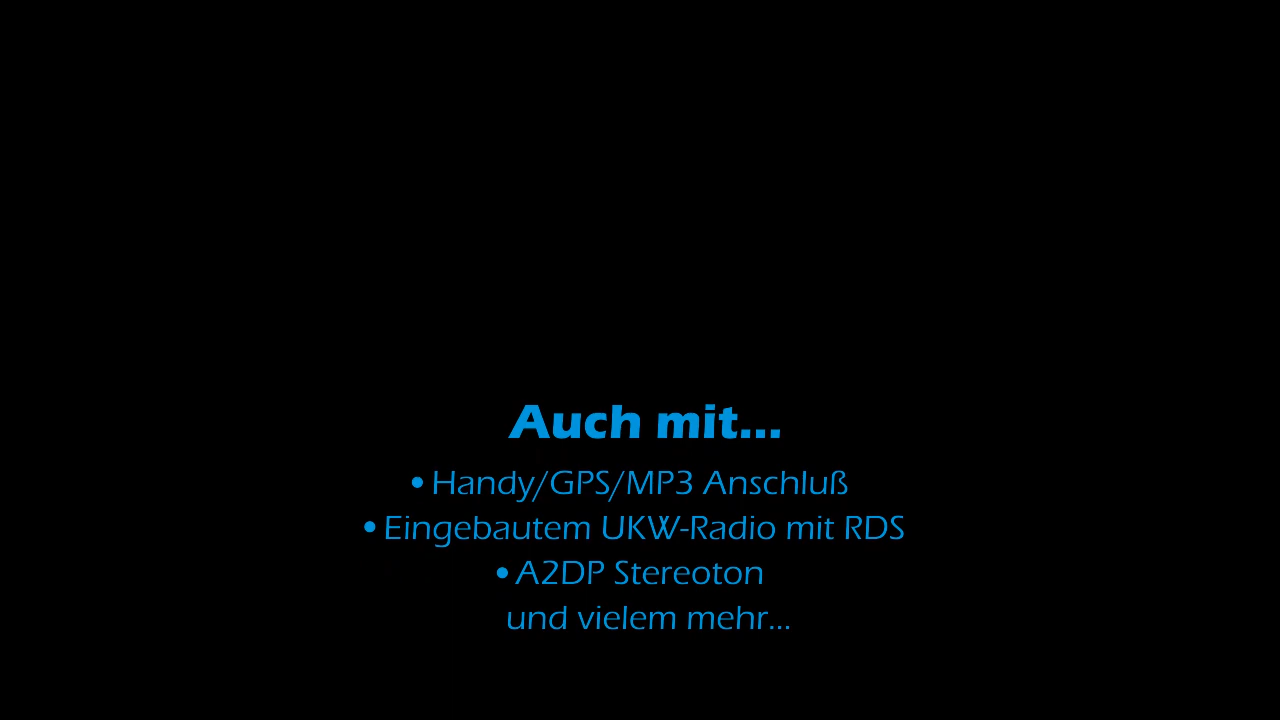 Auch mit...
•Handy/GPS/MP3 Anschluß
•Eingebautem UKW-Radio mit RDS
•A2DP Stereoton
und vielem mehr...